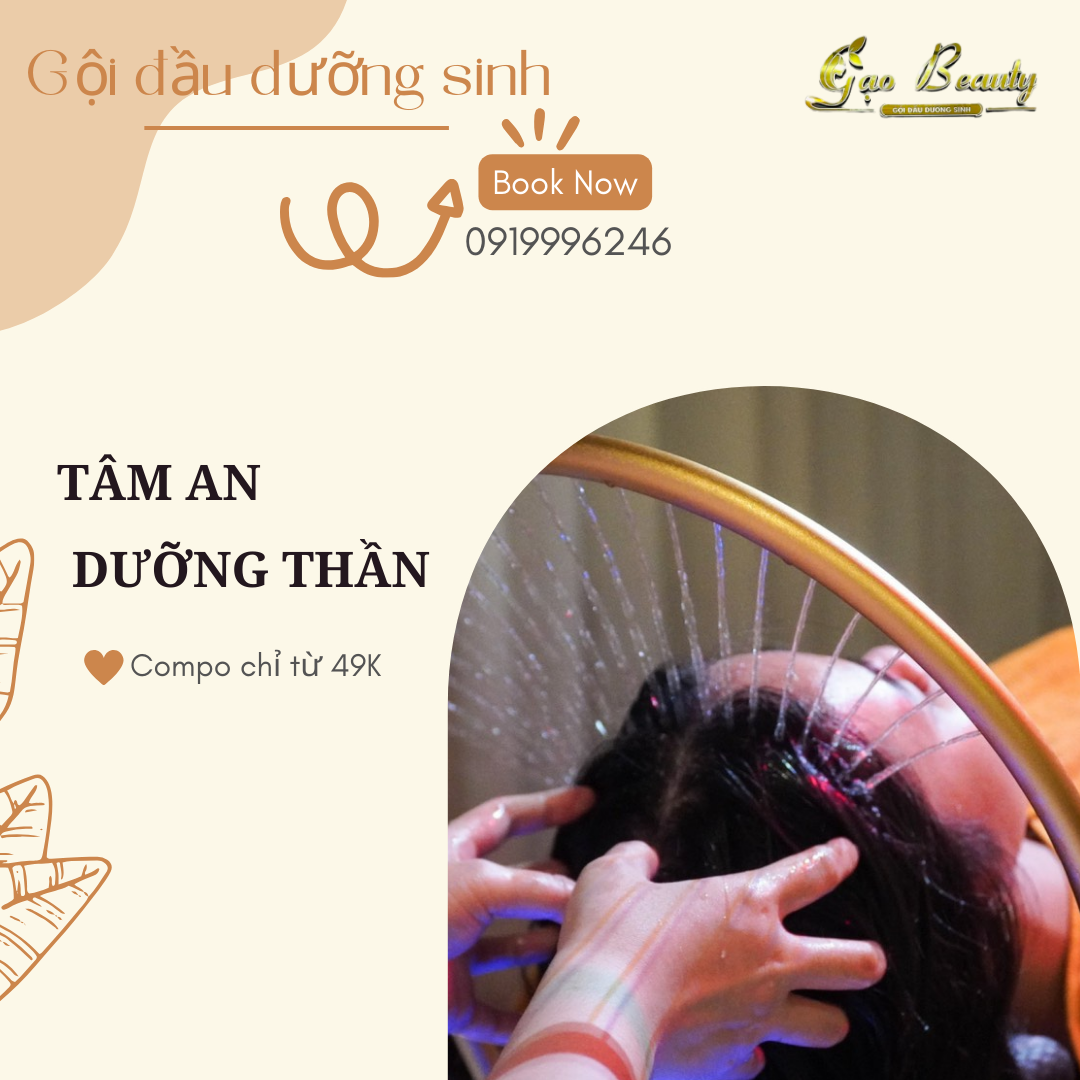 Gội đầu dưỡng sinh
Gạo Beauty
GỘI ĐẦU DƯỠNG SINH
Book Now
0919996246
TÂM AN
DƯỠNG THẦN
Compo chỉ từ 49K